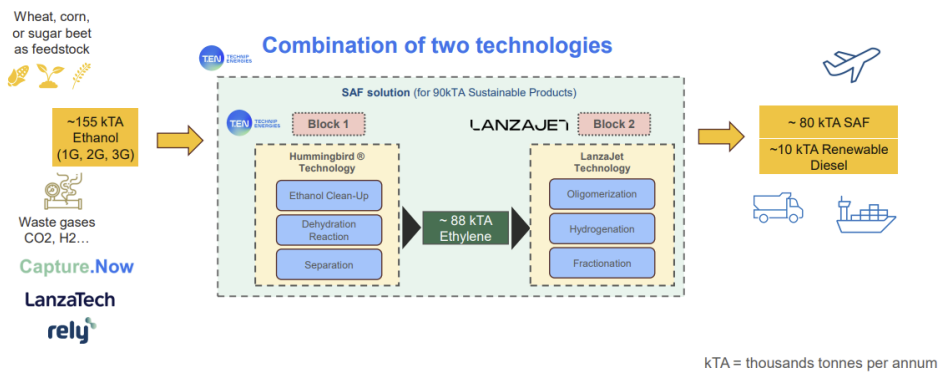 Wheat, corn,
or sugar beet
as feedstock
T.EN TECHNIP
ENERGIES
Combination of two technologies
SAF solution (for 90kTA Sustainable Products)
~155 kTA
Ethanol
(1G, 2G, 3G)
T.EN TECHNIP
ENERGIES
Block 1
LANZAJET
Block 2
Hummingbird ®
Technology
Ethanol Clean-Up
Dehydration
Reaction
Separation
~ 88 kTA
Ethylene
LanzaJet
Technology
Oligomerization
Hydrogenation
Fractionation
~ 80 kTA SAF
~10 kTA Renewable
Diesel
Waste gases
CO2, H2...
Capture.Now
LanzaTech
rely
kTA = thousands tonnes per annum